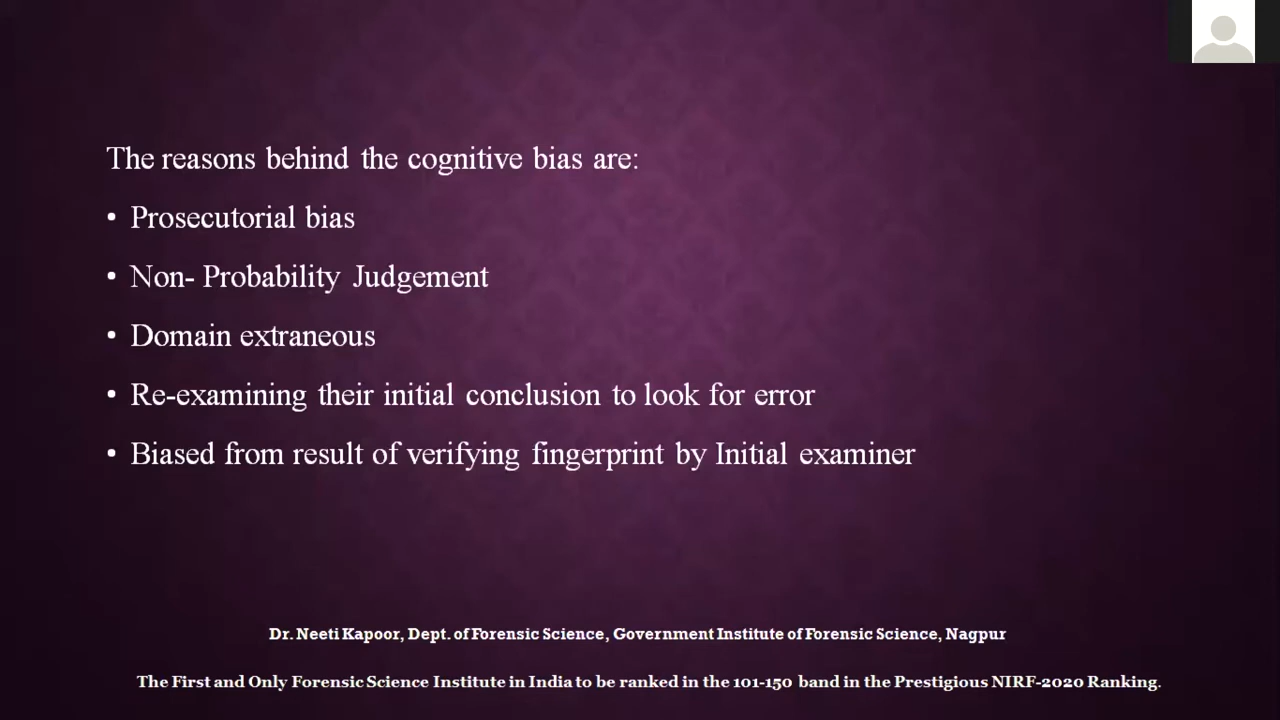 The reasons behind the cognitive bias are:
• Prosecutorial bias
• Non- Probability Judgement
• Domain extraneous
• Re-examining their initial conclusion to look for error
• Biased from result of verifying fingerprint by Initial examiner
Dr. Neeti Kapoor, Dept. of Forensic Science, Government Institute of Forensic Science, Nagpur
The First and Only Forensic Science Institute in India to be ranked in the 101-150 band in the Prestigious NIRF-2020 Ranking.